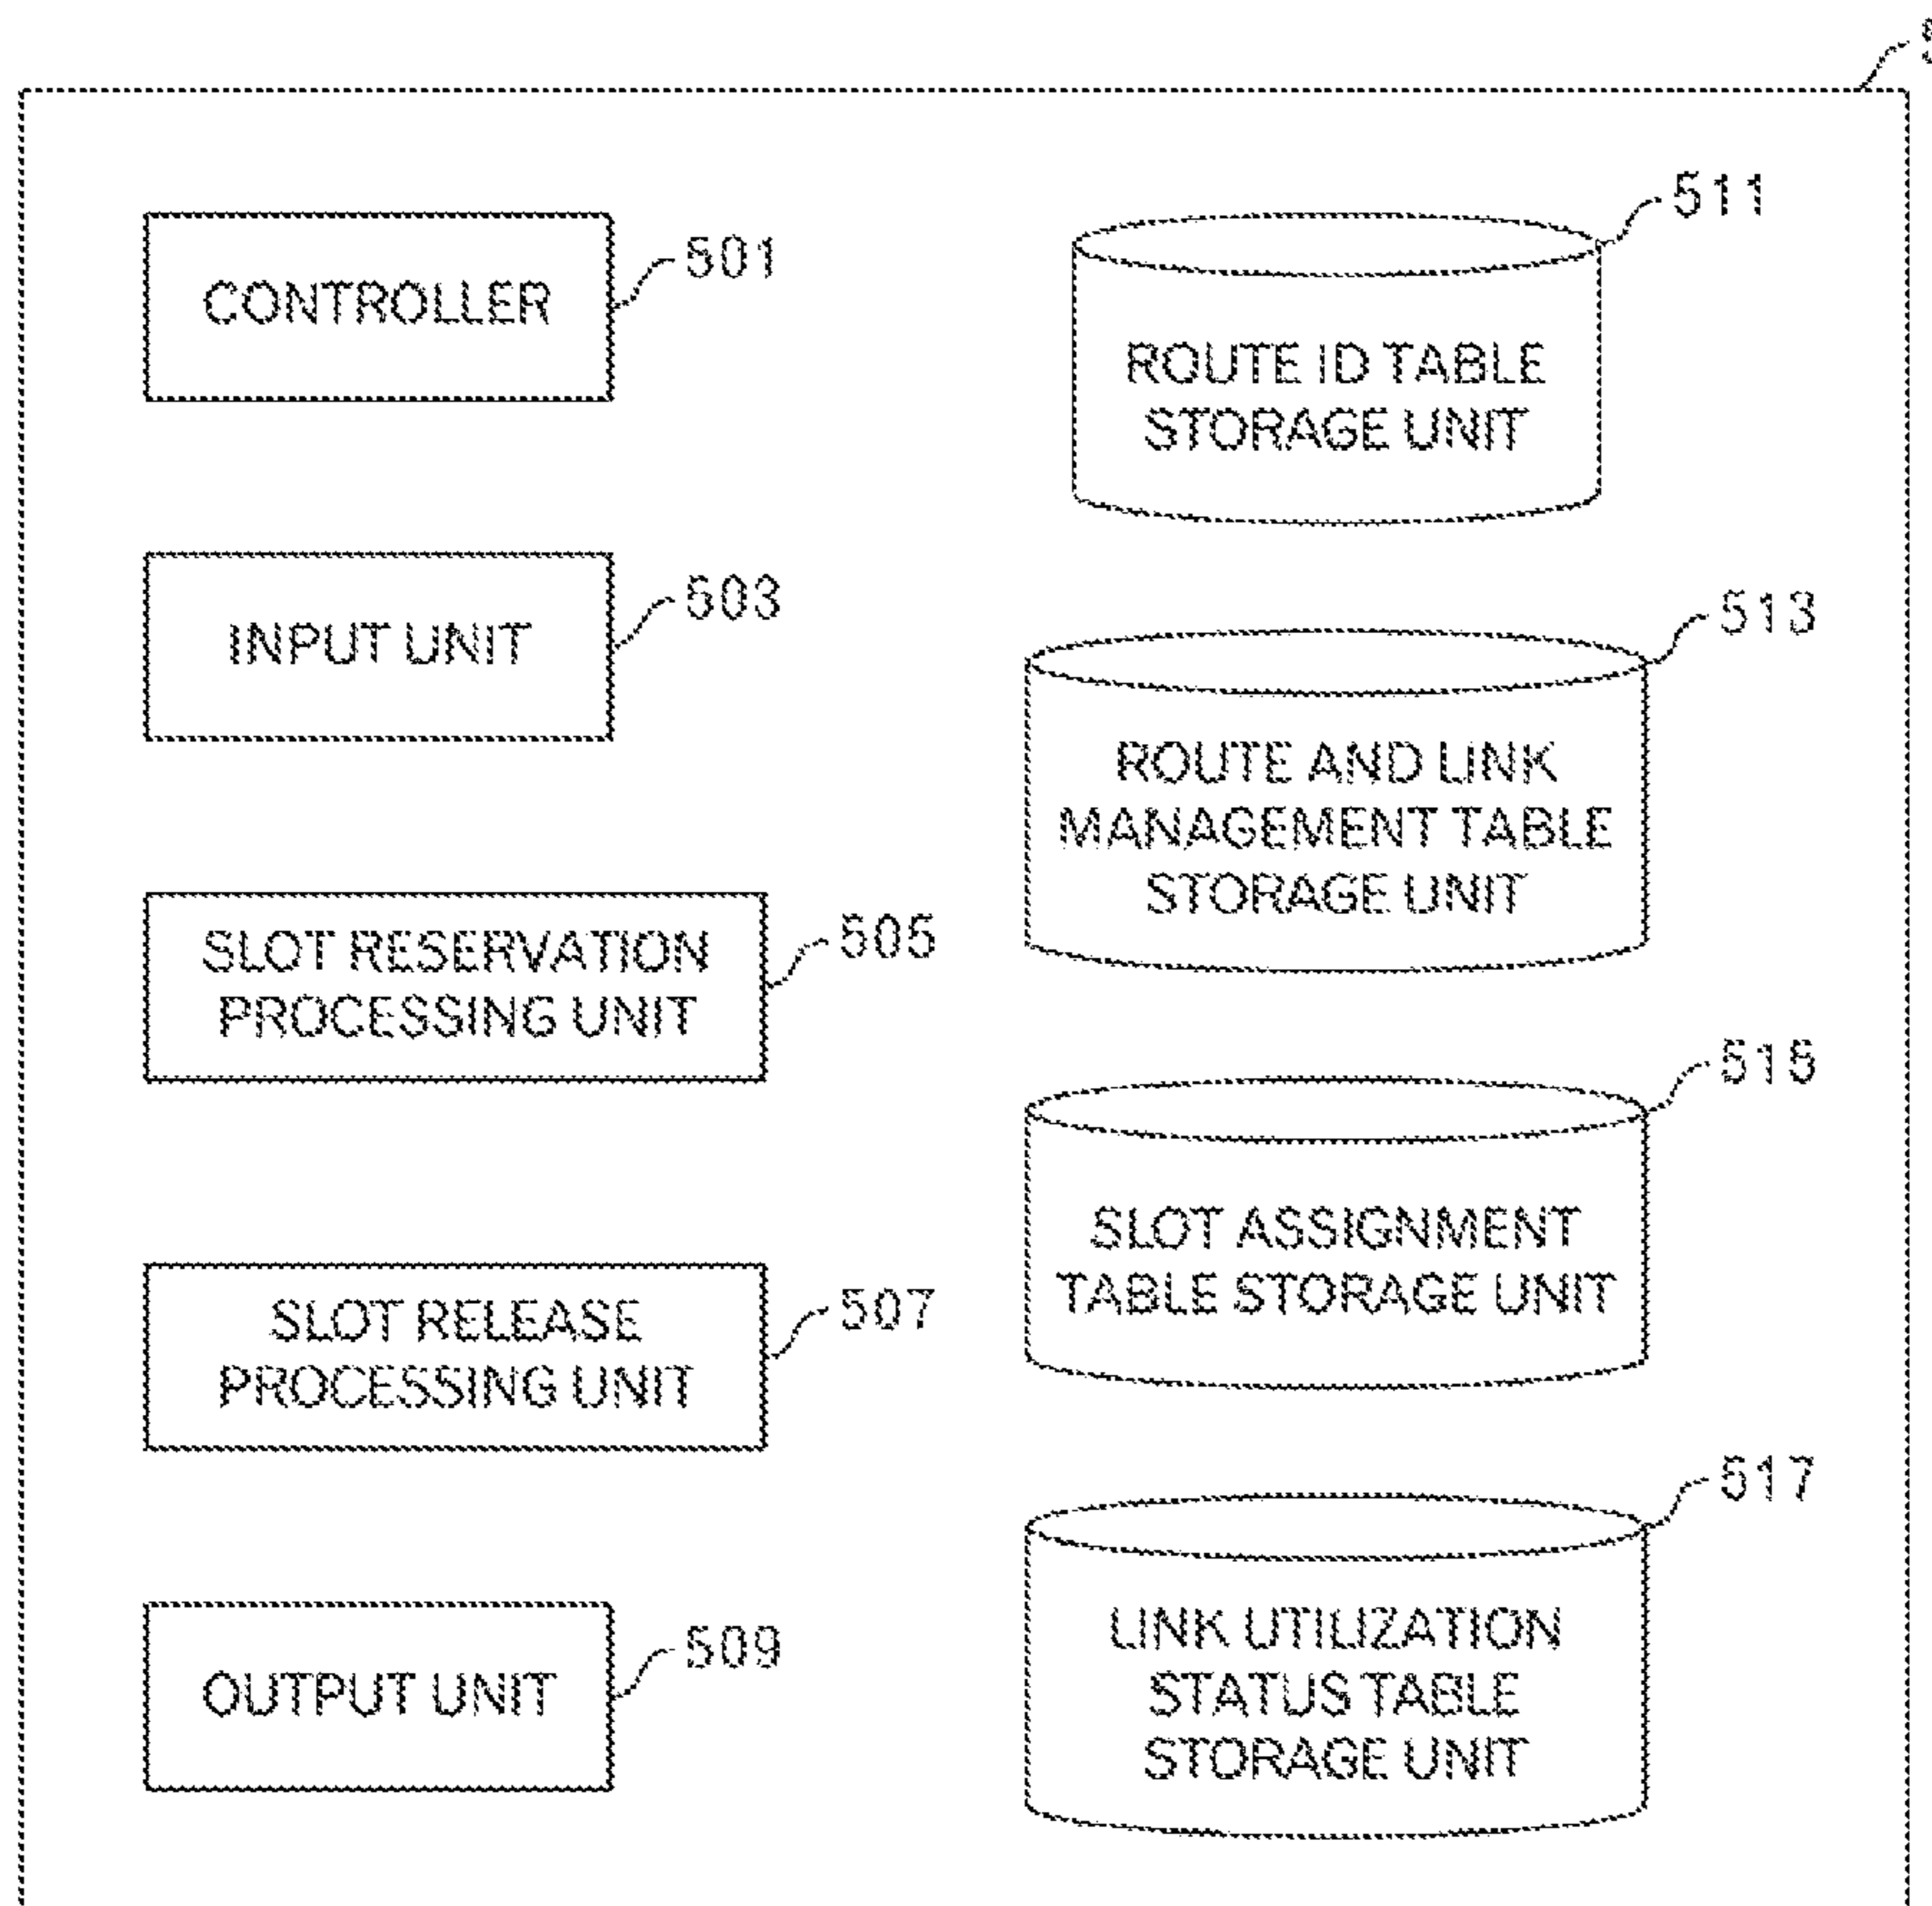 501
CONTROLLER
503
INPUT UNIT
505
SLOT RESERVATION
PROCESSING UNIT
507
SLOT RELEASE
PROCESSING UNIT
509
OUTPUT UNIT
511
ROUTE ID TABLE
STORAGE UNIT
513
ROUTE AND LINK
MANAGEMENT TABLE
STORAGE UNIT
515
SLOT ASSIGNMENT
TABLE STORAGE UNIT
517
LINK UTILIZATION
STATUS TABLE
STORAGE UNIT